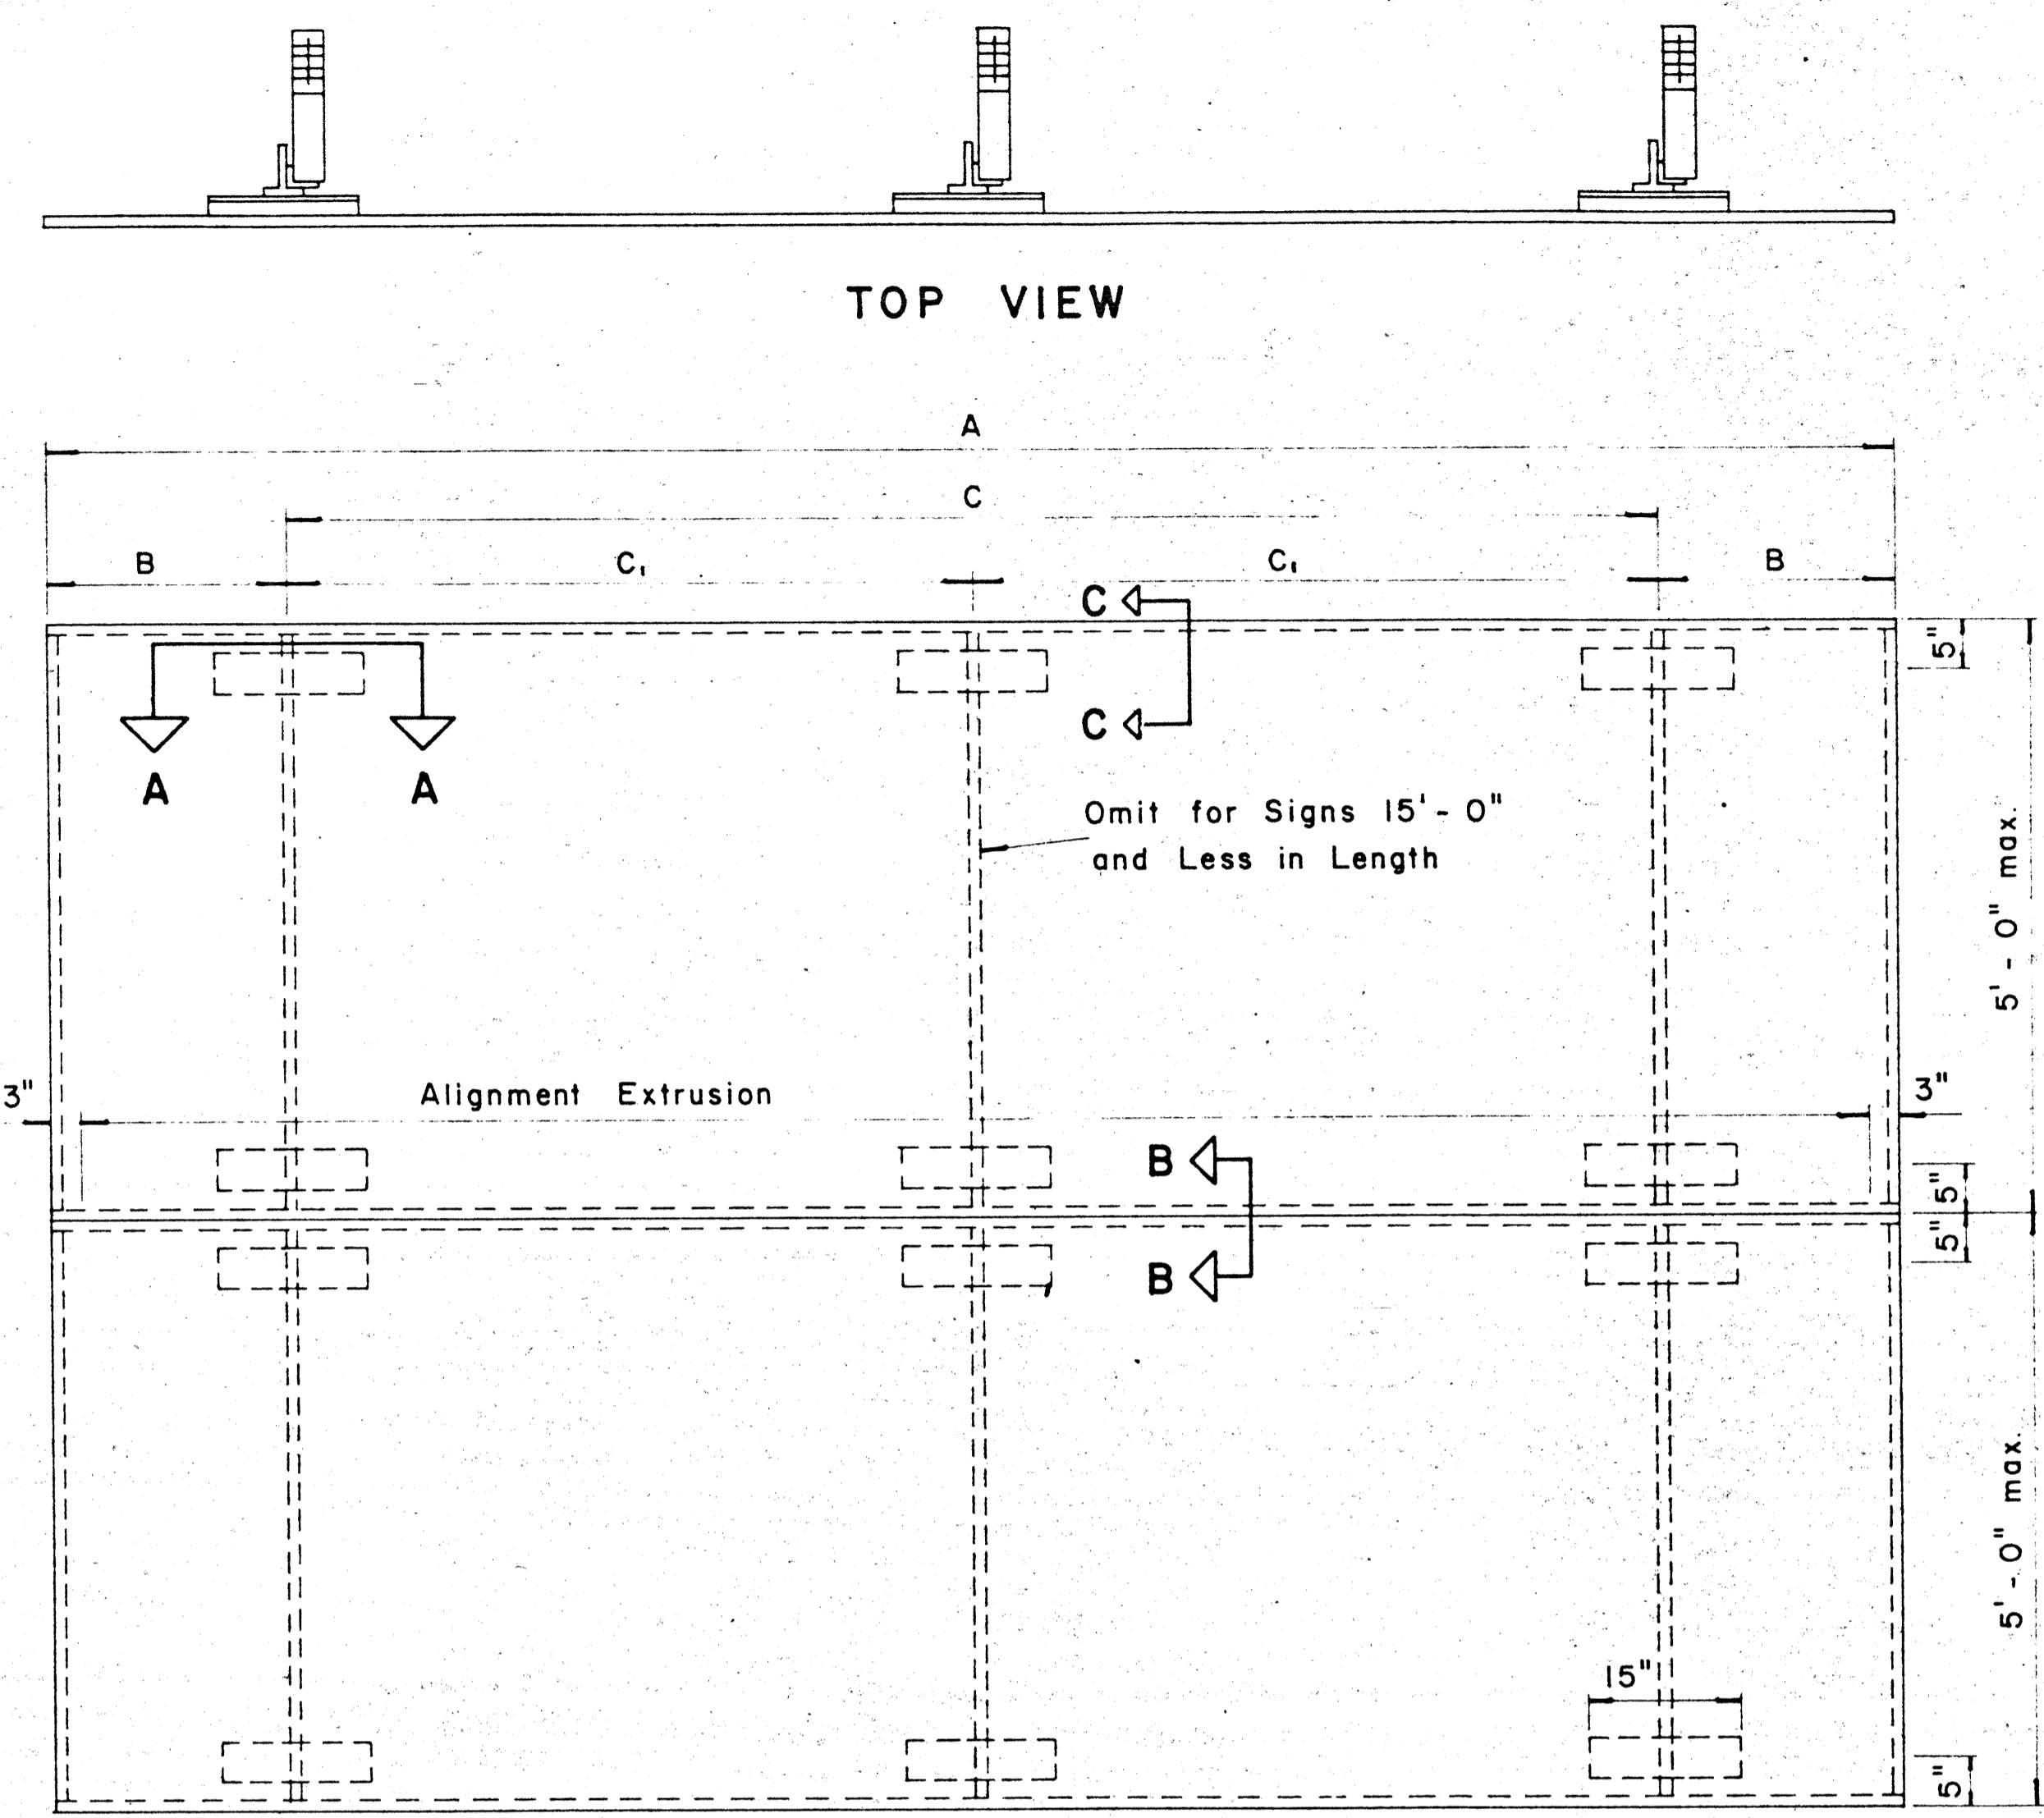 TOP VIEW
A
C
B C₁ C₁ B
C
5"
C
A A
Omit for Signs 15'-0"
and Less in Length
5'-0" max.
3" Alignment Extrusion 3"
B
5"
5"
B
5'-0" max.
15"
5"